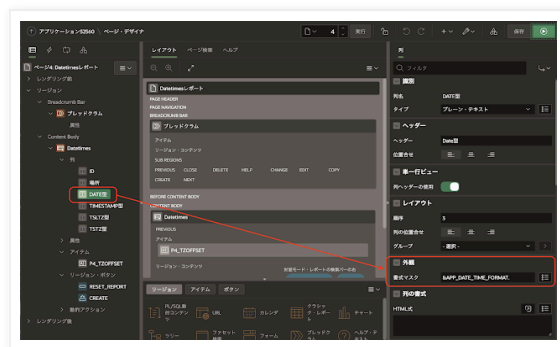 アプリケーション52560 \ ページ・デザイナ
4
実行
保存
レイアウト ページ検索 ヘルプ
列
フィルタ
ページ4: Datetimesレポート
レンダリング前
リージョン
Breadcrumb Bar
ブレッドクラム
属性
Content Body
Datetimes
列
ID
場所
DATE型
TIMESTAMP型
TSLTZ型
TSTZ型
属性
アイテム
P4_TZOFFSET
リージョン・ボタン
RESET_REPORT
CREATE
動的アクション
レンダリング後
Datetimesレポート
PAGE HEADER
PAGE NAVIGATION
BREADCRUMB BAR
ブレッドクラム
アイテム
リージョン・コンテンツ
SUB REGIONS
PREVIOUS CLOSE DELETE HELP CHANGE EDIT COPY
CREATE NEXT
BEFORE CONTENT BODY
CONTENT BODY
Datetimes
PREVIOUS
アイテム
P4_TZOFFSET
リージョン・コンテンツ
リージョン アイテム ボタン
PL/SQL動的コンテンツ
URL
カレンダ
クラシック・レポート
チャート
ツリー
ファセット検索
フォーム
ブレッドクラム
ヘルプ・テキスト
識別
列名 DATE型
タイプ プレーン・テキスト
ヘッダー
ヘッダー Date型
位置合せ
単一行ビュー
列ヘッダーの使用
レイアウト
順序 3
列の位置合せ
グループ - 選択 -
外観
書式マスク &APP_DATE_TIME_FORMAT.
列の書式
HTML式